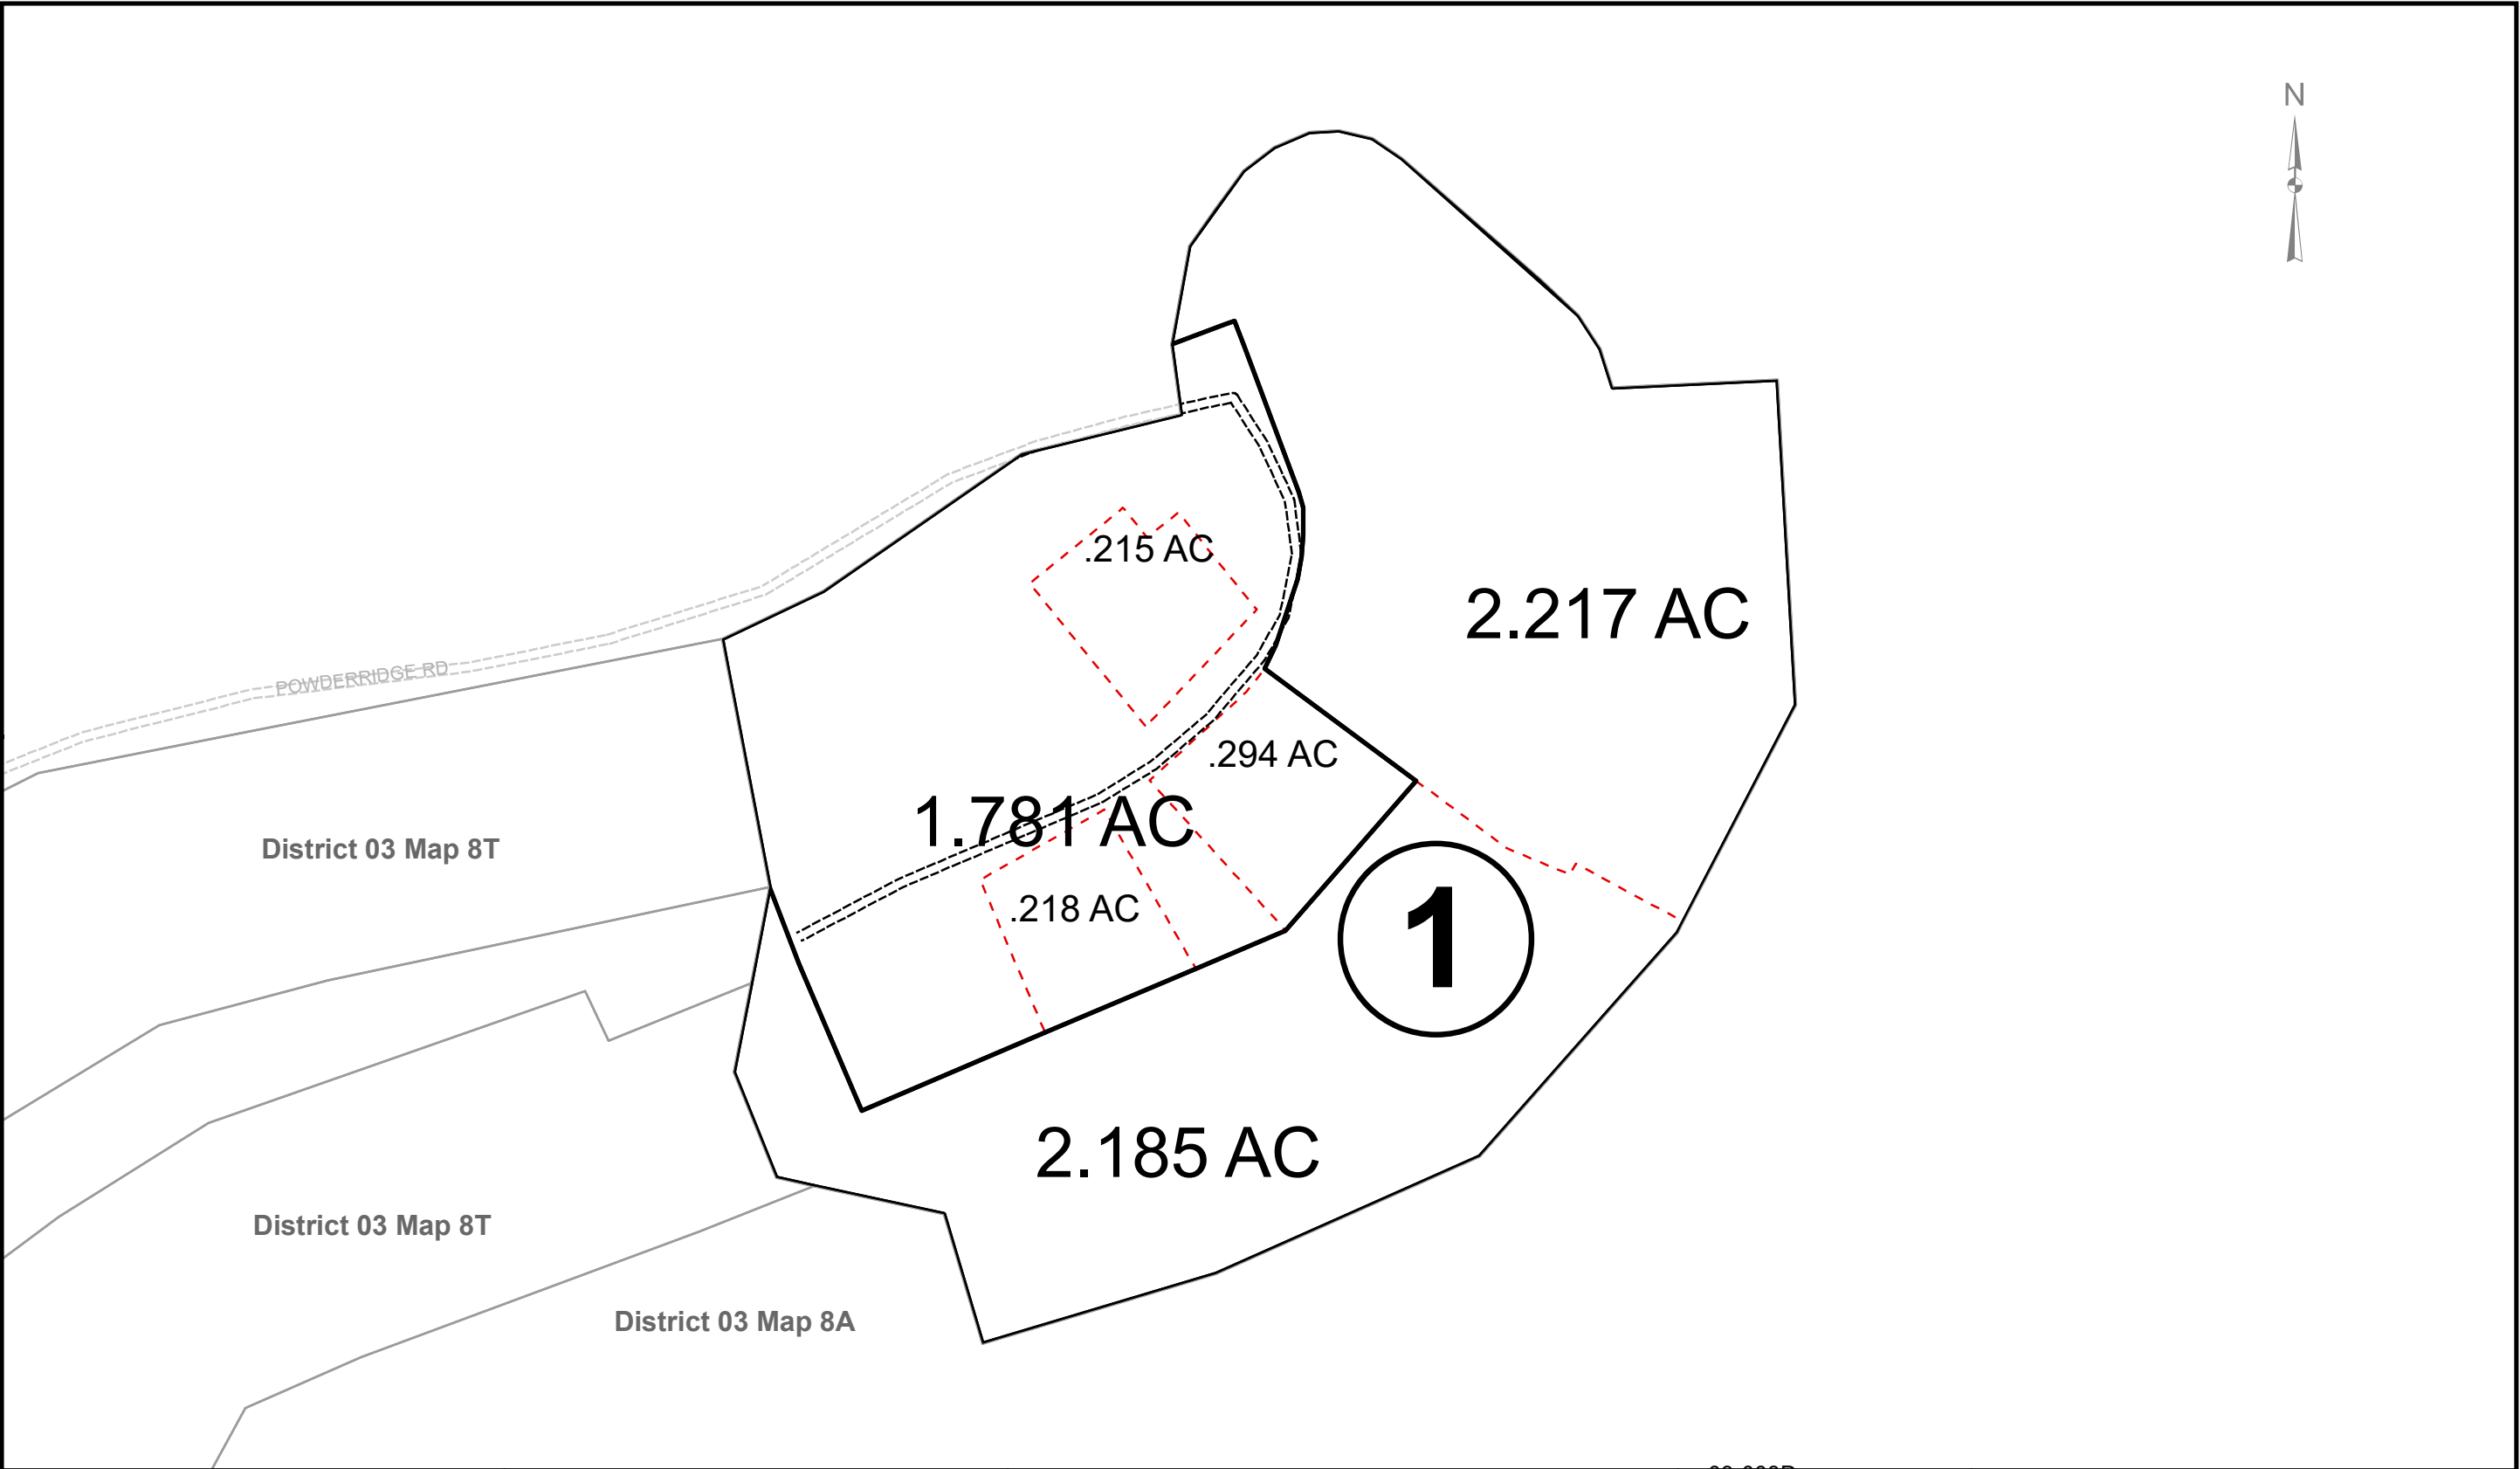 N
.215 AC
2.217 AC
POWDERRIDGE RD
.294 AC
1.781 AC
District 03 Map 8T
.218 AC
1
2.185 AC
District 03 Map 8T
District 03 Map 8A